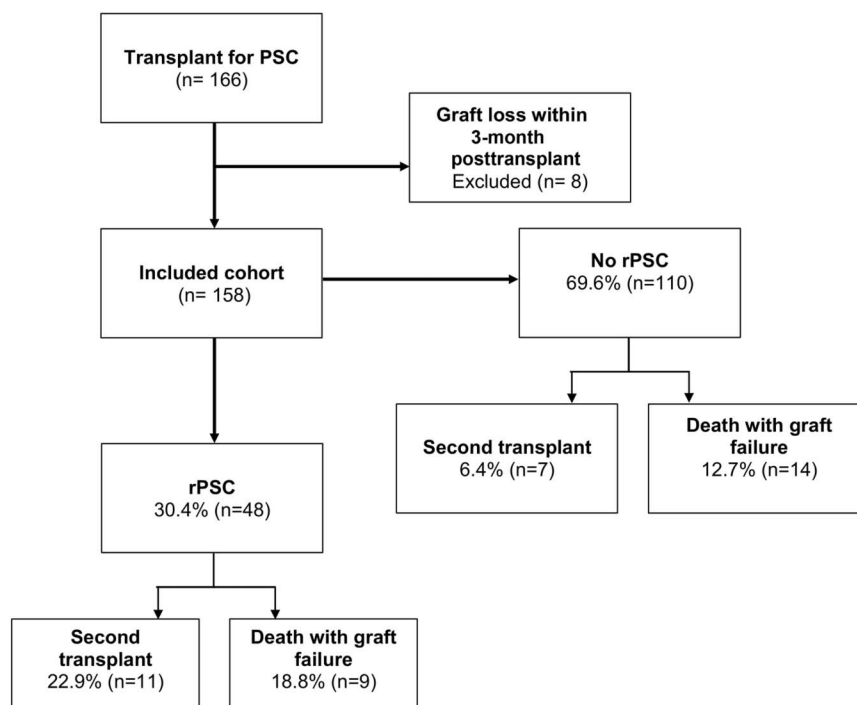 Transplant for PSC
(n= 166)
Graft loss within
3-month
posttransplant
Excluded (n= 8)
Included cohort
(n= 158)
No rPSC
69.6% (n=110)
Second transplant
6.4% (n=7)
Death with graft
failure
12.7% (n=14)
rPSC
30.4% (n=48)
Second
transplant
22.9% (n=11)
Death with graft
failure
18.8% (n=9)